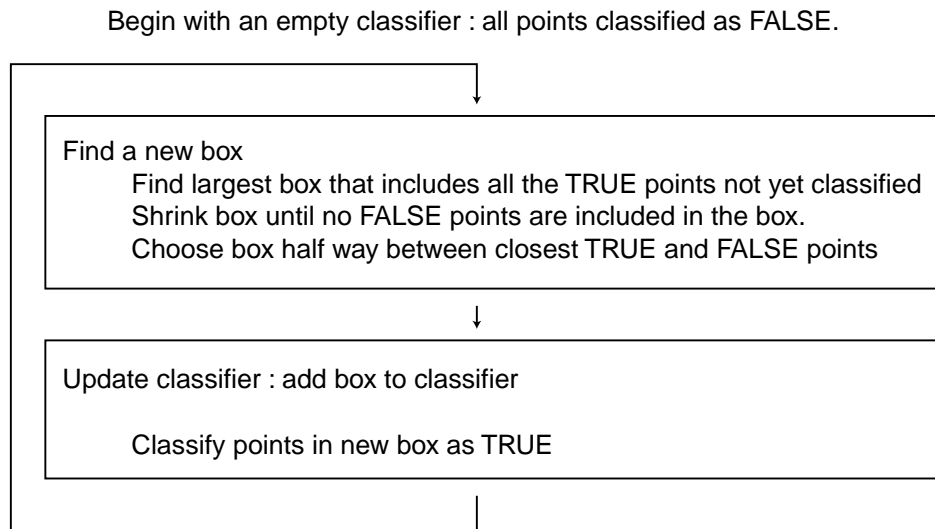 Begin with an empty classifier : all points classified as FALSE.
Find a new box
Find largest box that includes all the TRUE points not yet classified
Shrink box until no FALSE points are included in the box.
Choose box half way between closest TRUE and FALSE points
Update classifier : add box to classifier
Classify points in new box as TRUE